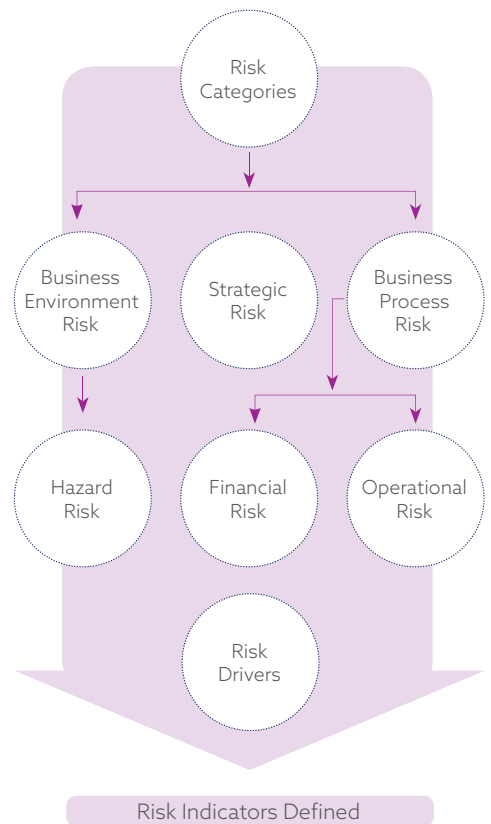 Risk
Categories
Business
Environment
Risk
Strategic
Risk
Business
Process
Risk
Hazard
Risk
Financial
Risk
Operational
Risk
Risk
Drivers
Risk Indicators Defined